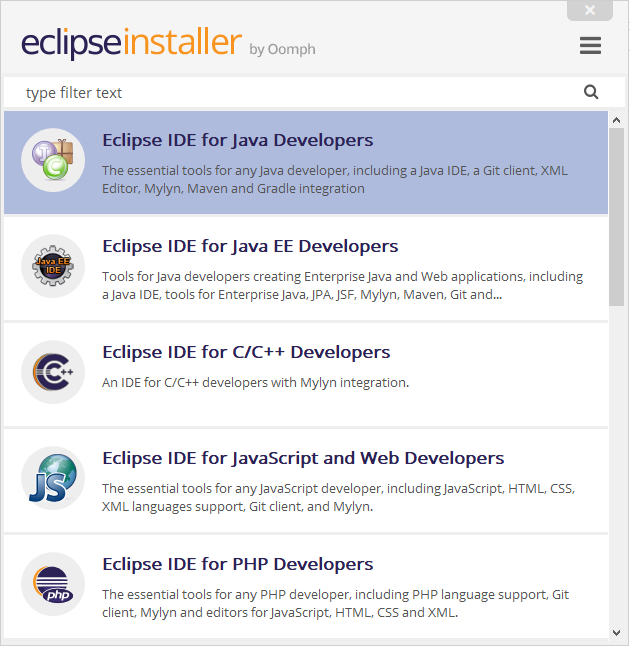 eclipseinstaller by Oomph
type filter text
Eclipse IDE for Java Developers
The essential tools for any Java developer, including a Java IDE, a Git client, XML
Editor, Mylyn, Maven and Gradle integration
J
C
Eclipse IDE for Java EE Developers
Java EE
IDE
Tools for Java developers creating Enterprise Java and Web applications, including
a Java IDE, tools for Enterprise Java, JPA, JSF, Mylyn, Maven, Git and...
Eclipse IDE for C/C++ Developers
C++
An IDE for C/C++ developers with Mylyn integration.
Eclipse IDE for JavaScript and Web Developers
JS
The essential tools for any JavaScript developer, including JavaScript, HTML, CSS,
XML languages support, Git client, and Mylyn.
Eclipse IDE for PHP Developers
php
The essential tools for any PHP developer, including PHP language support, Git
client, Mylyn and editors for JavaScript, HTML, CSS and XML.